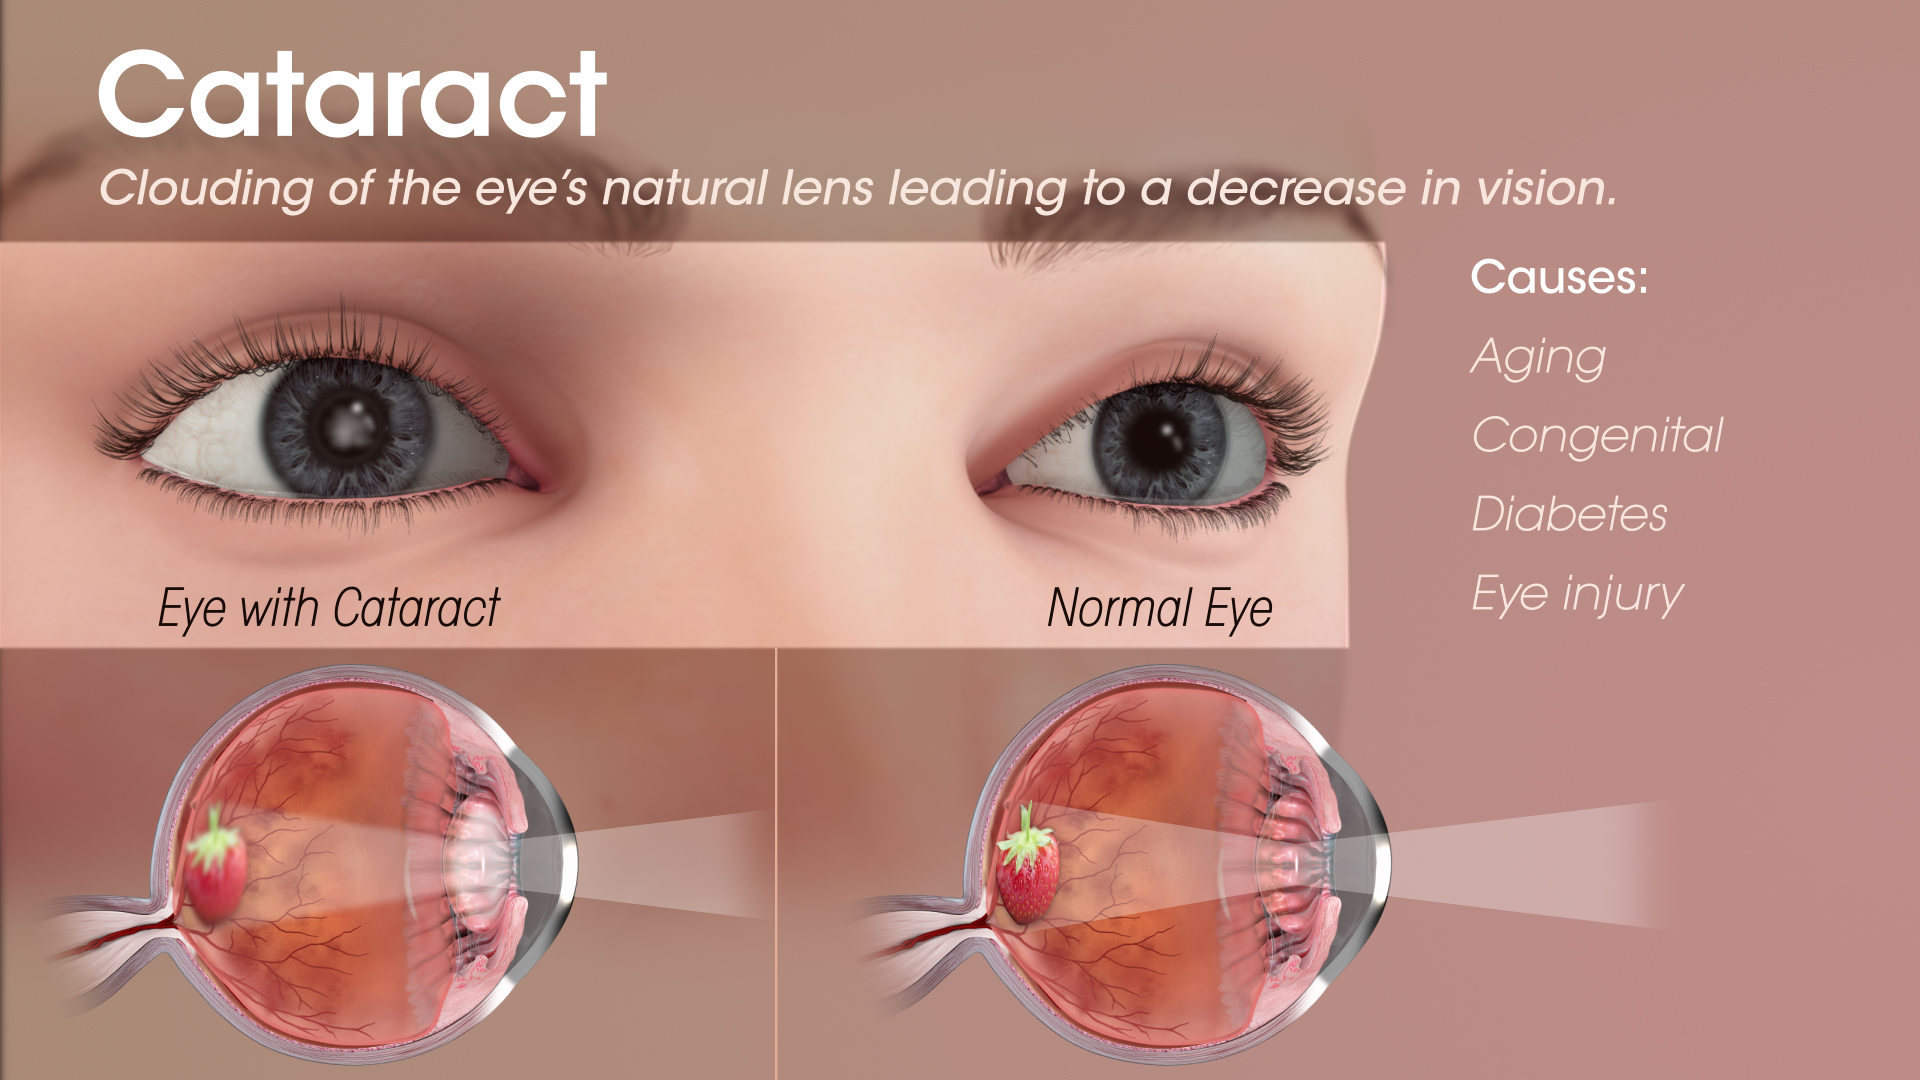 Cataract
Clouding of the eye’s natural lens leading to a decrease in vision.
Causes:
Aging
Congenital
Diabetes
Eye injury
Eye with Cataract
Normal Eye